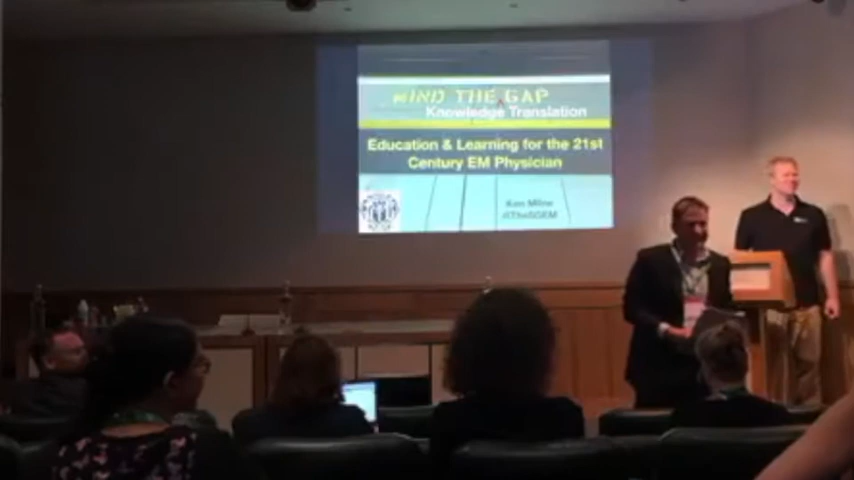 MIND THE GAP
Knowledge Translation
Education & Learning for the 21st
Century EM Physician
Ken Milne
@TheSGEM